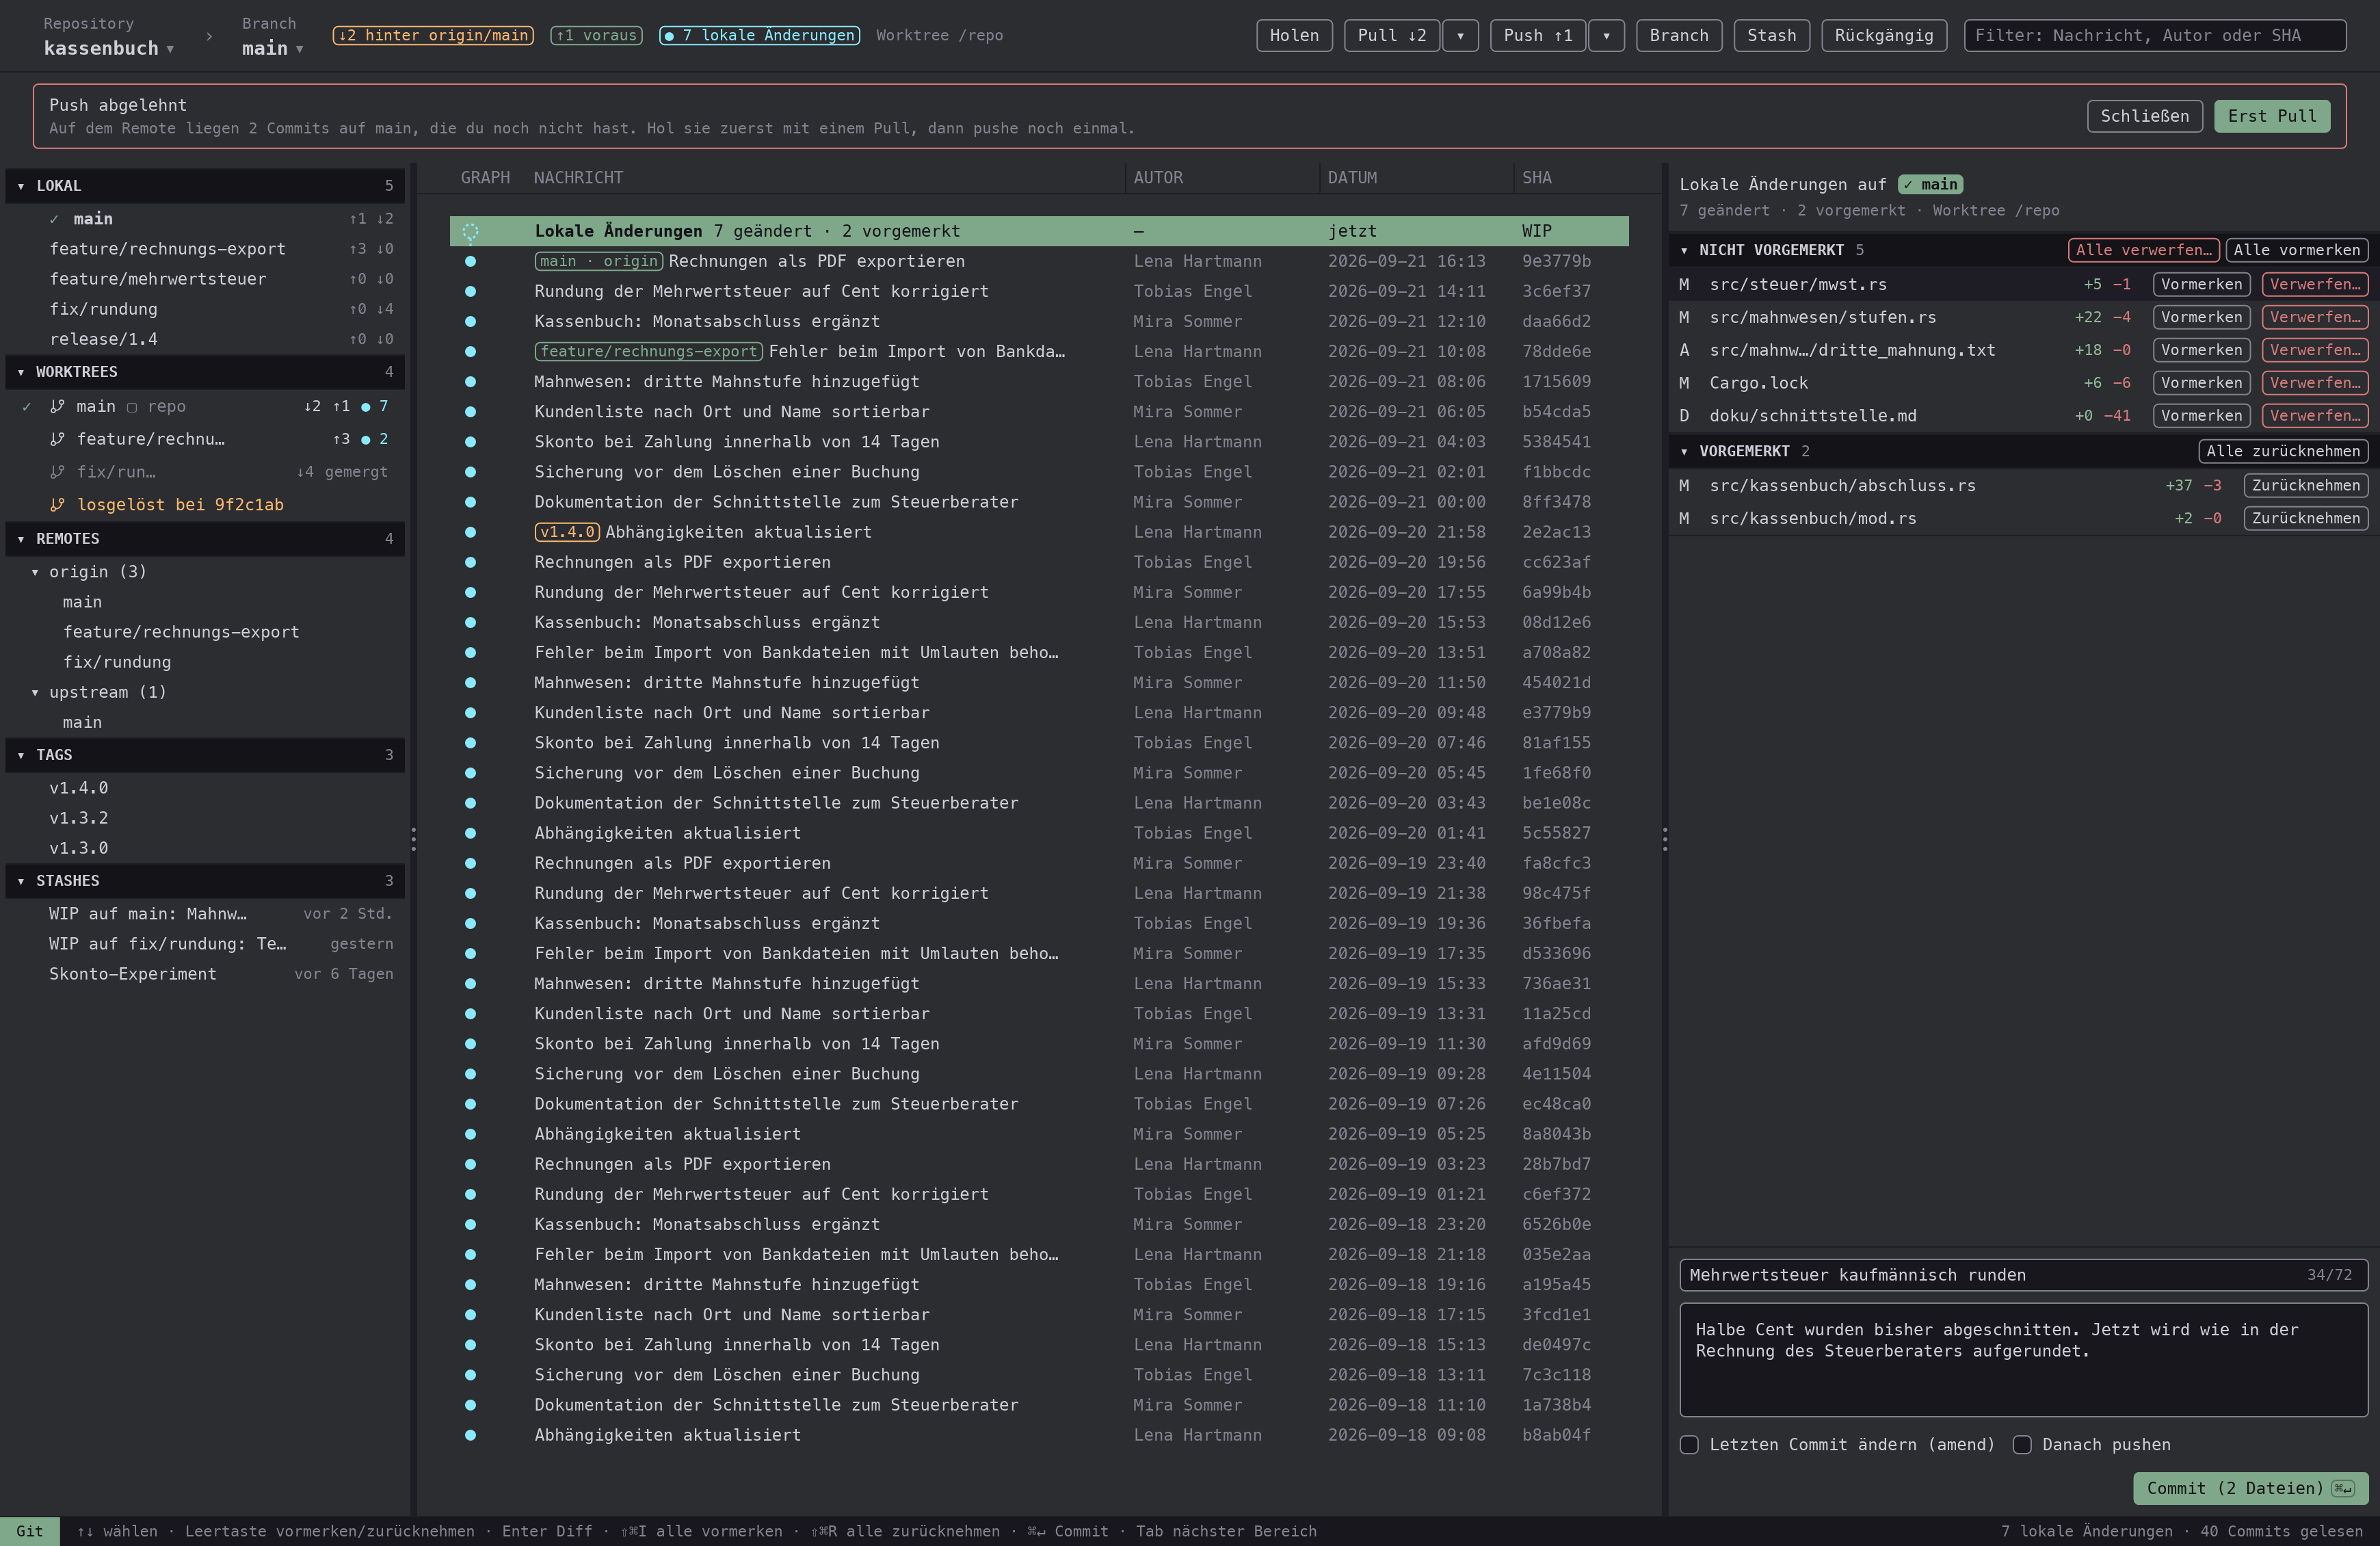 Repository
kassenbuch ▾
›
Branch
main ▾
↓2 hinter origin/main
↑1 voraus
● 7 lokale Änderungen
Worktree /repo
Holen
Pull ↓2 ▾
Push ↑1 ▾
Branch
Stash
Rückgängig
Filter: Nachricht, Autor oder SHA
Push abgelehnt
Auf dem Remote liegen 2 Commits auf main, die du noch nicht hast. Hol sie zuerst mit einem Pull, dann pushe noch einmal.
Schließen
Erst Pull
▾ LOKAL 5
✓ main ↑1 ↓2
feature/rechnungs-export ↑3 ↓0
feature/mehrwertsteuer ↑0 ↓0
fix/rundung ↑0 ↓4
release/1.4 ↑0 ↓0
▾ WORKTREES 4
✓ main ▢ repo ↓2 ↑1 ● 7
feature/rechnu… ↑3 ● 2
fix/run… ↓4 gemergt
losgelöst bei 9f2c1ab
▾ REMOTES 4
▾ origin (3)
main
feature/rechnungs-export
fix/rundung
▾ upstream (1)
main
▾ TAGS 3
v1.4.0
v1.3.2
v1.3.0
▾ STASHES 3
WIP auf main: Mahnw… vor 2 Std.
WIP auf fix/rundung: Te… gestern
Skonto-Experiment vor 6 Tagen
GRAPH NACHRICHT AUTOR DATUM SHA
Lokale Änderungen 7 geändert · 2 vorgemerkt — jetzt WIP
main · origin Rechnungen als PDF exportieren Lena Hartmann 2026-09-21 16:13 9e3779b
Rundung der Mehrwertsteuer auf Cent korrigiert Tobias Engel 2026-09-21 14:11 3c6ef37
Kassenbuch: Monatsabschluss ergänzt Mira Sommer 2026-09-21 12:10 daa66d2
feature/rechnungs-export Fehler beim Import von Bankda… Lena Hartmann 2026-09-21 10:08 78dde6e
Mahnwesen: dritte Mahnstufe hinzugefügt Tobias Engel 2026-09-21 08:06 1715609
Kundenliste nach Ort und Name sortierbar Mira Sommer 2026-09-21 06:05 b54cda5
Skonto bei Zahlung innerhalb von 14 Tagen Lena Hartmann 2026-09-21 04:03 5384541
Sicherung vor dem Löschen einer Buchung Tobias Engel 2026-09-21 02:01 f1bbcdc
Dokumentation der Schnittstelle zum Steuerberater Mira Sommer 2026-09-21 00:00 8ff3478
v1.4.0 Abhängigkeiten aktualisiert Lena Hartmann 2026-09-20 21:58 2e2ac13
Rechnungen als PDF exportieren Tobias Engel 2026-09-20 19:56 cc623af
Rundung der Mehrwertsteuer auf Cent korrigiert Mira Sommer 2026-09-20 17:55 6a99b4b
Kassenbuch: Monatsabschluss ergänzt Lena Hartmann 2026-09-20 15:53 08d12e6
Fehler beim Import von Bankdateien mit Umlauten beho… Tobias Engel 2026-09-20 13:51 a708a82
Mahnwesen: dritte Mahnstufe hinzugefügt Mira Sommer 2026-09-20 11:50 454021d
Kundenliste nach Ort und Name sortierbar Lena Hartmann 2026-09-20 09:48 e3779b9
Skonto bei Zahlung innerhalb von 14 Tagen Tobias Engel 2026-09-20 07:46 81af155
Sicherung vor dem Löschen einer Buchung Mira Sommer 2026-09-20 05:45 1fe68f0
Dokumentation der Schnittstelle zum Steuerberater Lena Hartmann 2026-09-20 03:43 be1e08c
Abhängigkeiten aktualisiert Tobias Engel 2026-09-20 01:41 5c55827
Rechnungen als PDF exportieren Mira Sommer 2026-09-19 23:40 fa8cfc3
Rundung der Mehrwertsteuer auf Cent korrigiert Lena Hartmann 2026-09-19 21:38 98c475f
Kassenbuch: Monatsabschluss ergänzt Tobias Engel 2026-09-19 19:36 36fbefa
Fehler beim Import von Bankdateien mit Umlauten beho… Mira Sommer 2026-09-19 17:35 d533696
Mahnwesen: dritte Mahnstufe hinzugefügt Lena Hartmann 2026-09-19 15:33 736ae31
Kundenliste nach Ort und Name sortierbar Tobias Engel 2026-09-19 13:31 11a25cd
Skonto bei Zahlung innerhalb von 14 Tagen Mira Sommer 2026-09-19 11:30 afd9d69
Sicherung vor dem Löschen einer Buchung Lena Hartmann 2026-09-19 09:28 4e11504
Dokumentation der Schnittstelle zum Steuerberater Tobias Engel 2026-09-19 07:26 ec48ca0
Abhängigkeiten aktualisiert Mira Sommer 2026-09-19 05:25 8a8043b
Rechnungen als PDF exportieren Lena Hartmann 2026-09-19 03:23 28b7bd7
Rundung der Mehrwertsteuer auf Cent korrigiert Tobias Engel 2026-09-19 01:21 c6ef372
Kassenbuch: Monatsabschluss ergänzt Mira Sommer 2026-09-18 23:20 6526b0e
Fehler beim Import von Bankdateien mit Umlauten beho… Lena Hartmann 2026-09-18 21:18 035e2aa
Mahnwesen: dritte Mahnstufe hinzugefügt Tobias Engel 2026-09-18 19:16 a195a45
Kundenliste nach Ort und Name sortierbar Mira Sommer 2026-09-18 17:15 3fcd1e1
Skonto bei Zahlung innerhalb von 14 Tagen Lena Hartmann 2026-09-18 15:13 de0497c
Sicherung vor dem Löschen einer Buchung Tobias Engel 2026-09-18 13:11 7c3c118
Dokumentation der Schnittstelle zum Steuerberater Mira Sommer 2026-09-18 11:10 1a738b4
Abhängigkeiten aktualisiert Lena Hartmann 2026-09-18 09:08 b8ab04f
Lokale Änderungen auf ✓ main
7 geändert · 2 vorgemerkt · Worktree /repo
▾ NICHT VORGEMERKT 5 Alle verwerfen… Alle vormerken
M src/steuer/mwst.rs +5 −1 Vormerken Verwerfen…
M src/mahnwesen/stufen.rs +22 −4 Vormerken Verwerfen…
A src/mahnw…/dritte_mahnung.txt +18 −0 Vormerken Verwerfen…
M Cargo.lock +6 −6 Vormerken Verwerfen…
D doku/schnittstelle.md +0 −41 Vormerken Verwerfen…
▾ VORGEMERKT 2 Alle zurücknehmen
M src/kassenbuch/abschluss.rs +37 −3 Zurücknehmen
M src/kassenbuch/mod.rs +2 −0 Zurücknehmen
Mehrwertsteuer kaufmännisch runden 34/72
Halbe Cent wurden bisher abgeschnitten. Jetzt wird wie in der
Rechnung des Steuerberaters aufgerundet.
Letzten Commit ändern (amend)
Danach pushen
Commit (2 Dateien) ⌘↵
Git
↑↓ wählen · Leertaste vormerken/zurücknehmen · Enter Diff · ⇧⌘I alle vormerken · ⇧⌘R alle zurücknehmen · ⌘↵ Commit · Tab nächster Bereich
7 lokale Änderungen · 40 Commits gelesen